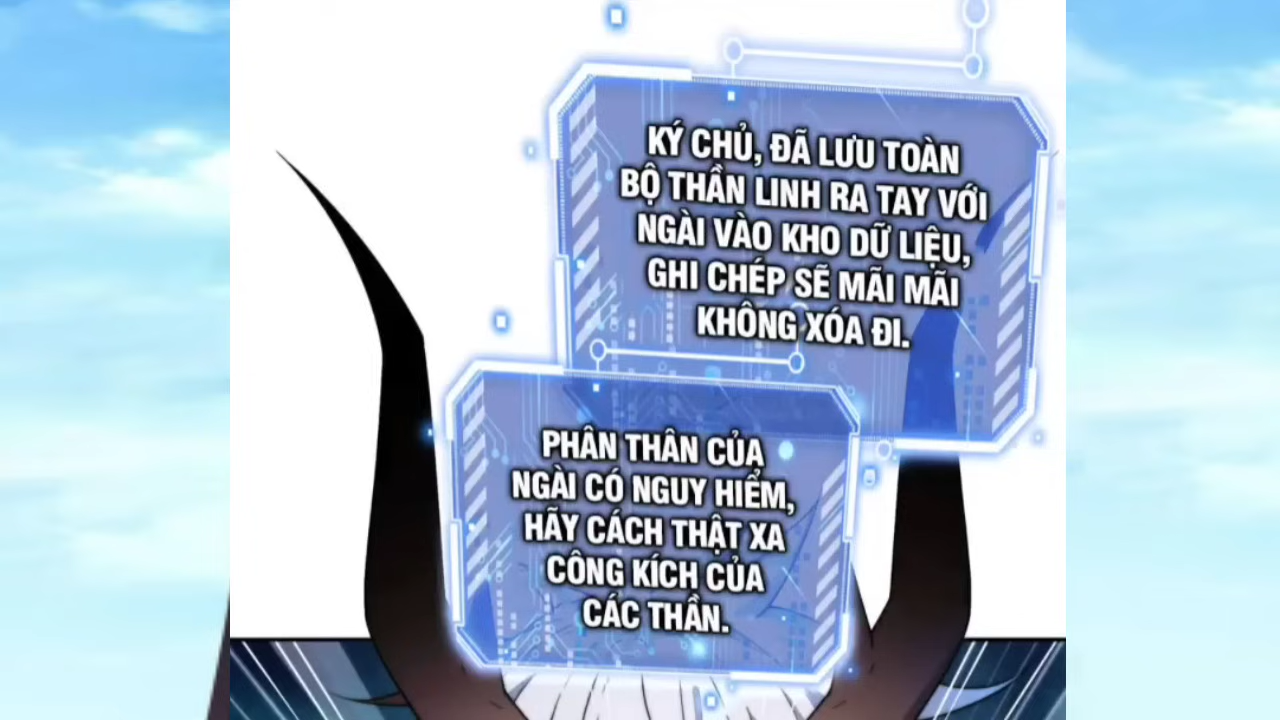 KÝ CHỦ, ĐÃ LƯU TOÀN
BỘ THẦN LINH RA TAY VỚI
NGÀI VÀO KHO DỮ LIỆU,
GHI CHÉP SẼ MÃI MÃI
KHÔNG XÓA ĐI.
PHÂN THÂN CỦA
NGÀI CÓ NGUY HIỂM,
HÃY CÁCH THẬT XA
CÔNG KÍCH CỦA
CÁC THẦN.